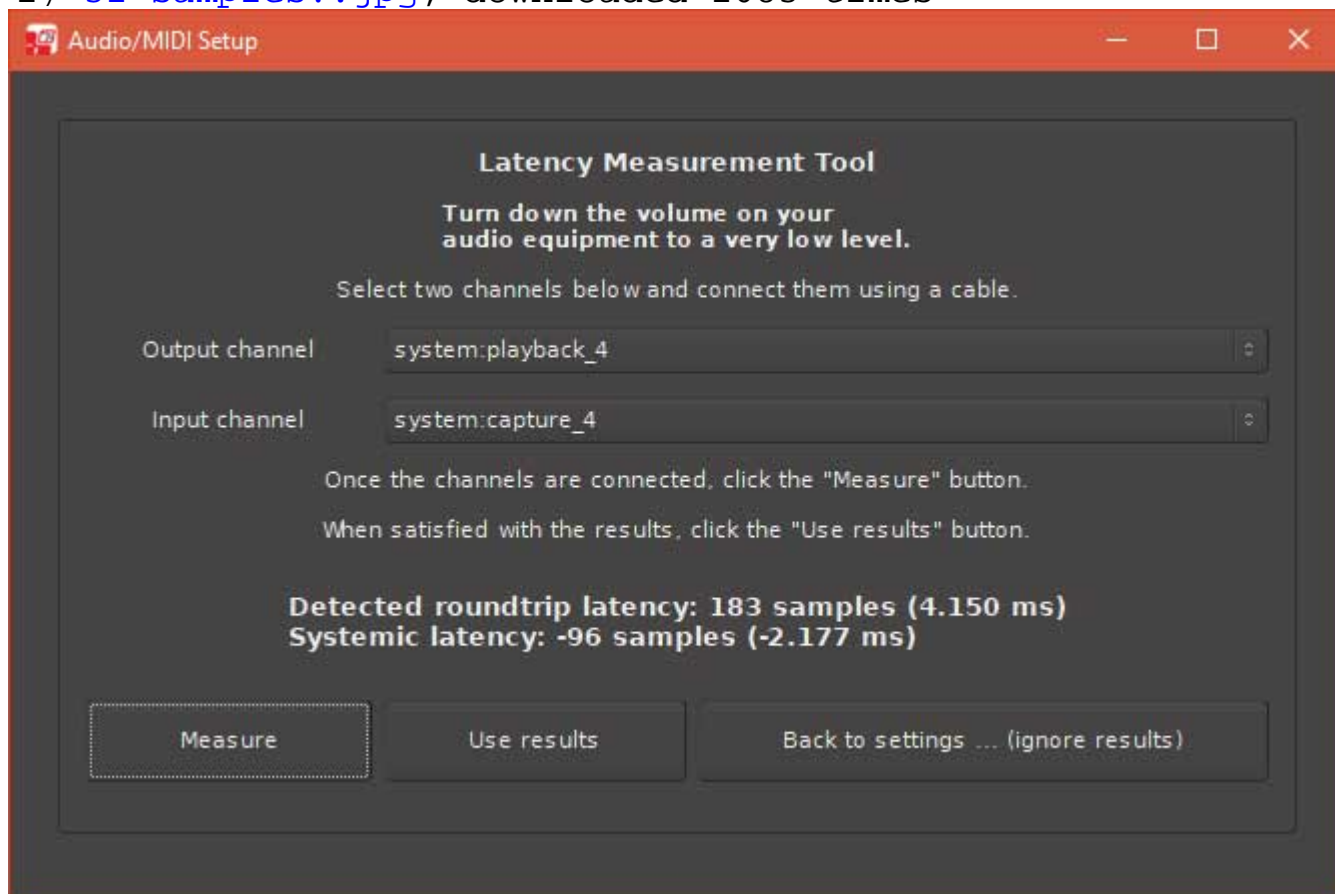 Audio/MIDI Setup
Latency Measurement Tool
Turn down the volume on your
audio equipment to a very low level.
Select two channels below and connect them using a cable.
Output channel system:playback_4
Input channel system:capture_4
Once the channels are connected, click the "Measure" button.
When satisfied with the results, click the "Use results" button.
Detected roundtrip latency: 183 samples (4.150 ms)
Systemic latency: -96 samples (-2.177 ms)
Measure Use results Back to settings ... (ignore results)